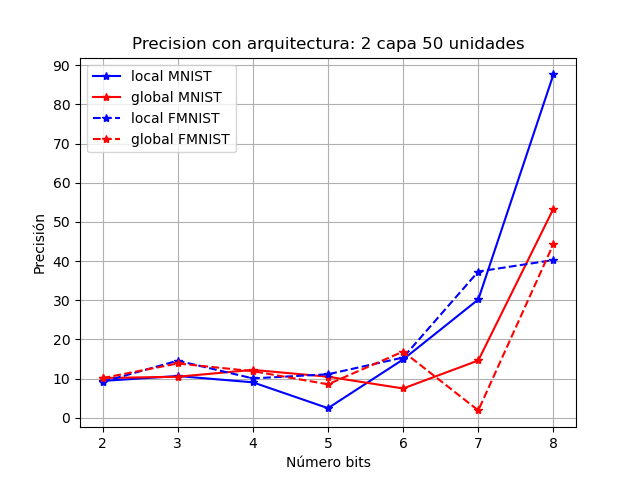 Precision con arquitectura: 2 capa 50 unidades
local MNIST
global MNIST
local FMNIST
global FMNIST
Precisión
90
80
70
60
50
40
30
20
10
0
2 3 4 5 6 7 8
Número bits